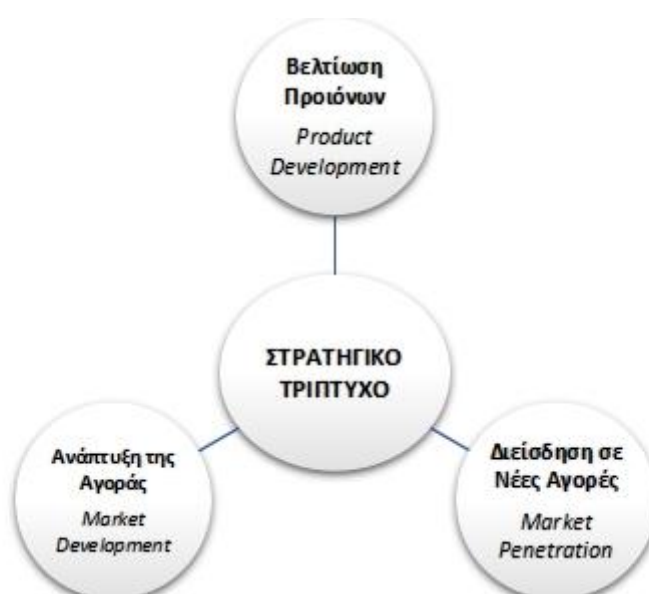 Βελτίωση
Προιόνων
Product
Development
ΣΤΡΑΤΗΓΙΚΟ
ΤΡΙΠΤΥΧΟ
Ανάπτυξη της
Αγοράς
Market
Development
Διείσδηση σε
Νέες Αγορές
Market
Penetration